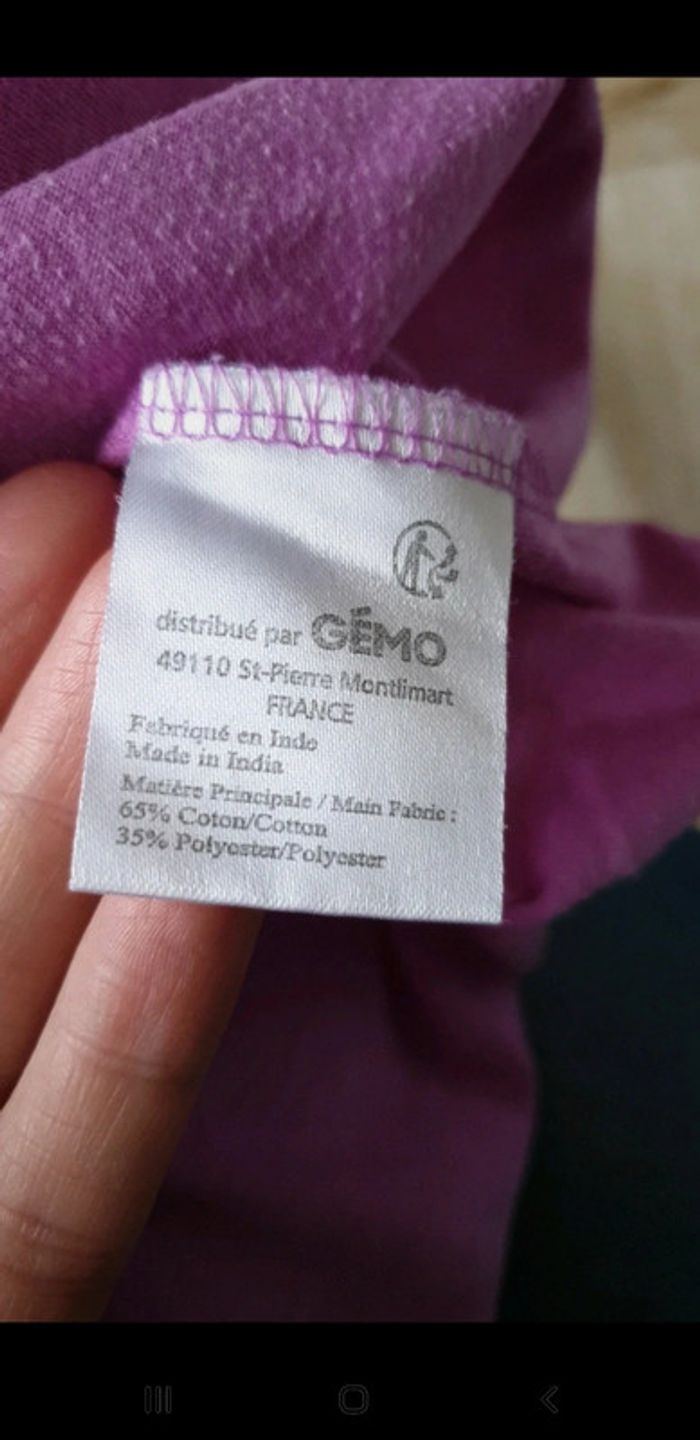 distribué par GÉMO
49110 St-Pierre Montlimart
FRANCE
Fabriqué en Inde
Made in India
Matière Principale / Main Fabric :
65% Coton/Cotton
35% Polyester/Polyester